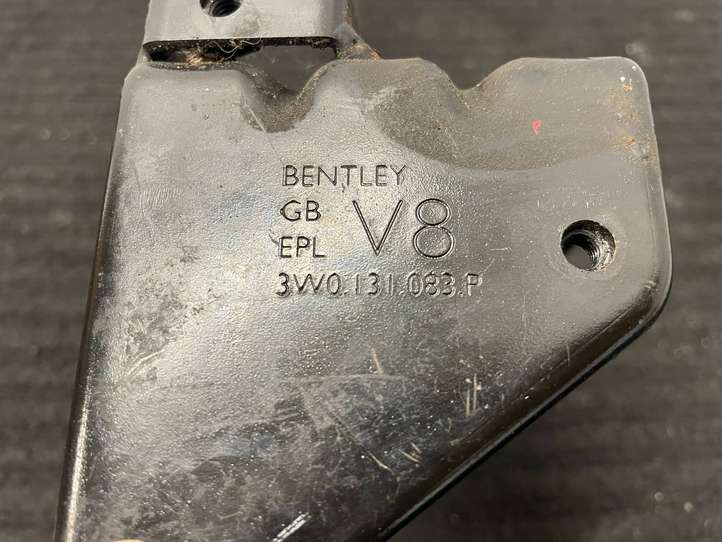 BENTLEY
GB V8
EPL
3W0.131.083.P